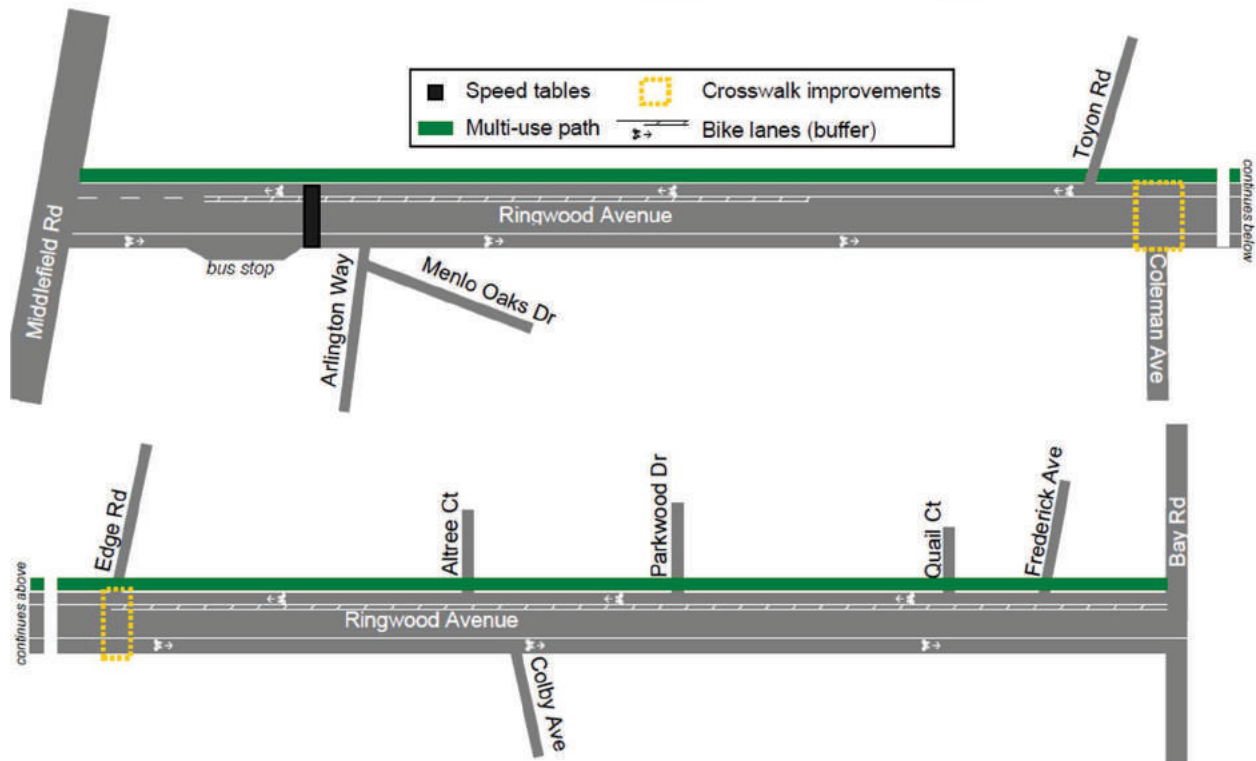 Speed tables
Crosswalk improvements
Multi-use path
Bike lanes (buffer)
Toyon Rd
continues below
Middlefield Rd
Ringwood Avenue
bus stop
Arlington Way
Menlo Oaks Dr
Coleman Ave
continues above
Edge Rd
Altree Ct
Parkwood Dr
Quail Ct
Frederick Ave
Bay Rd
Ringwood Avenue
Colby Ave